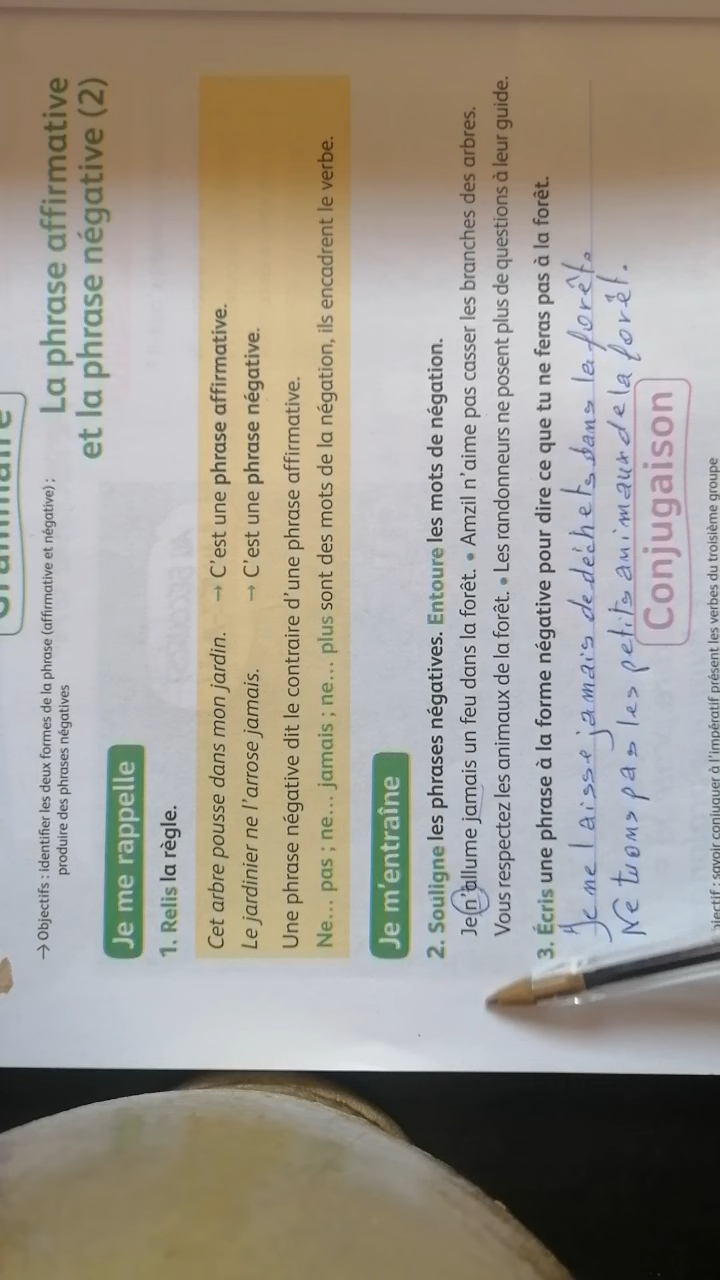 → Objectifs : identifier les deux formes de la phrase (affirmative et négative) ;
produire des phrases négatives
La phrase affirmative
et la phrase négative (2)
Je me rappelle
1. Relis la règle.
Cet arbre pousse dans mon jardin. → C'est une phrase affirmative.
Le jardinier ne l'arrose jamais. → C'est une phrase négative.
Une phrase négative dit le contraire d'une phrase affirmative.
Ne... pas ; ne... jamais ; ne... plus sont des mots de la négation, ils encadrent le verbe.
Je m'entraîne
2. Souligne les phrases négatives. Entoure les mots de négation.
Je n'allume jamais un feu dans la forêt. • Amzil n'aime pas casser les branches des arbres.
Vous respectez les animaux de la forêt. • Les randonneurs ne posent plus de questions à leur guide.
3. Écris une phrase à la forme négative pour dire ce que tu ne feras pas à la forêt.
Je ne laisse jamais de déchets dans la forêt.
Ne tuons pas les petits animaux de la forêt.
Conjugaison
: savoir conjuguer à l'impératif présent les verbes du troisième groupe